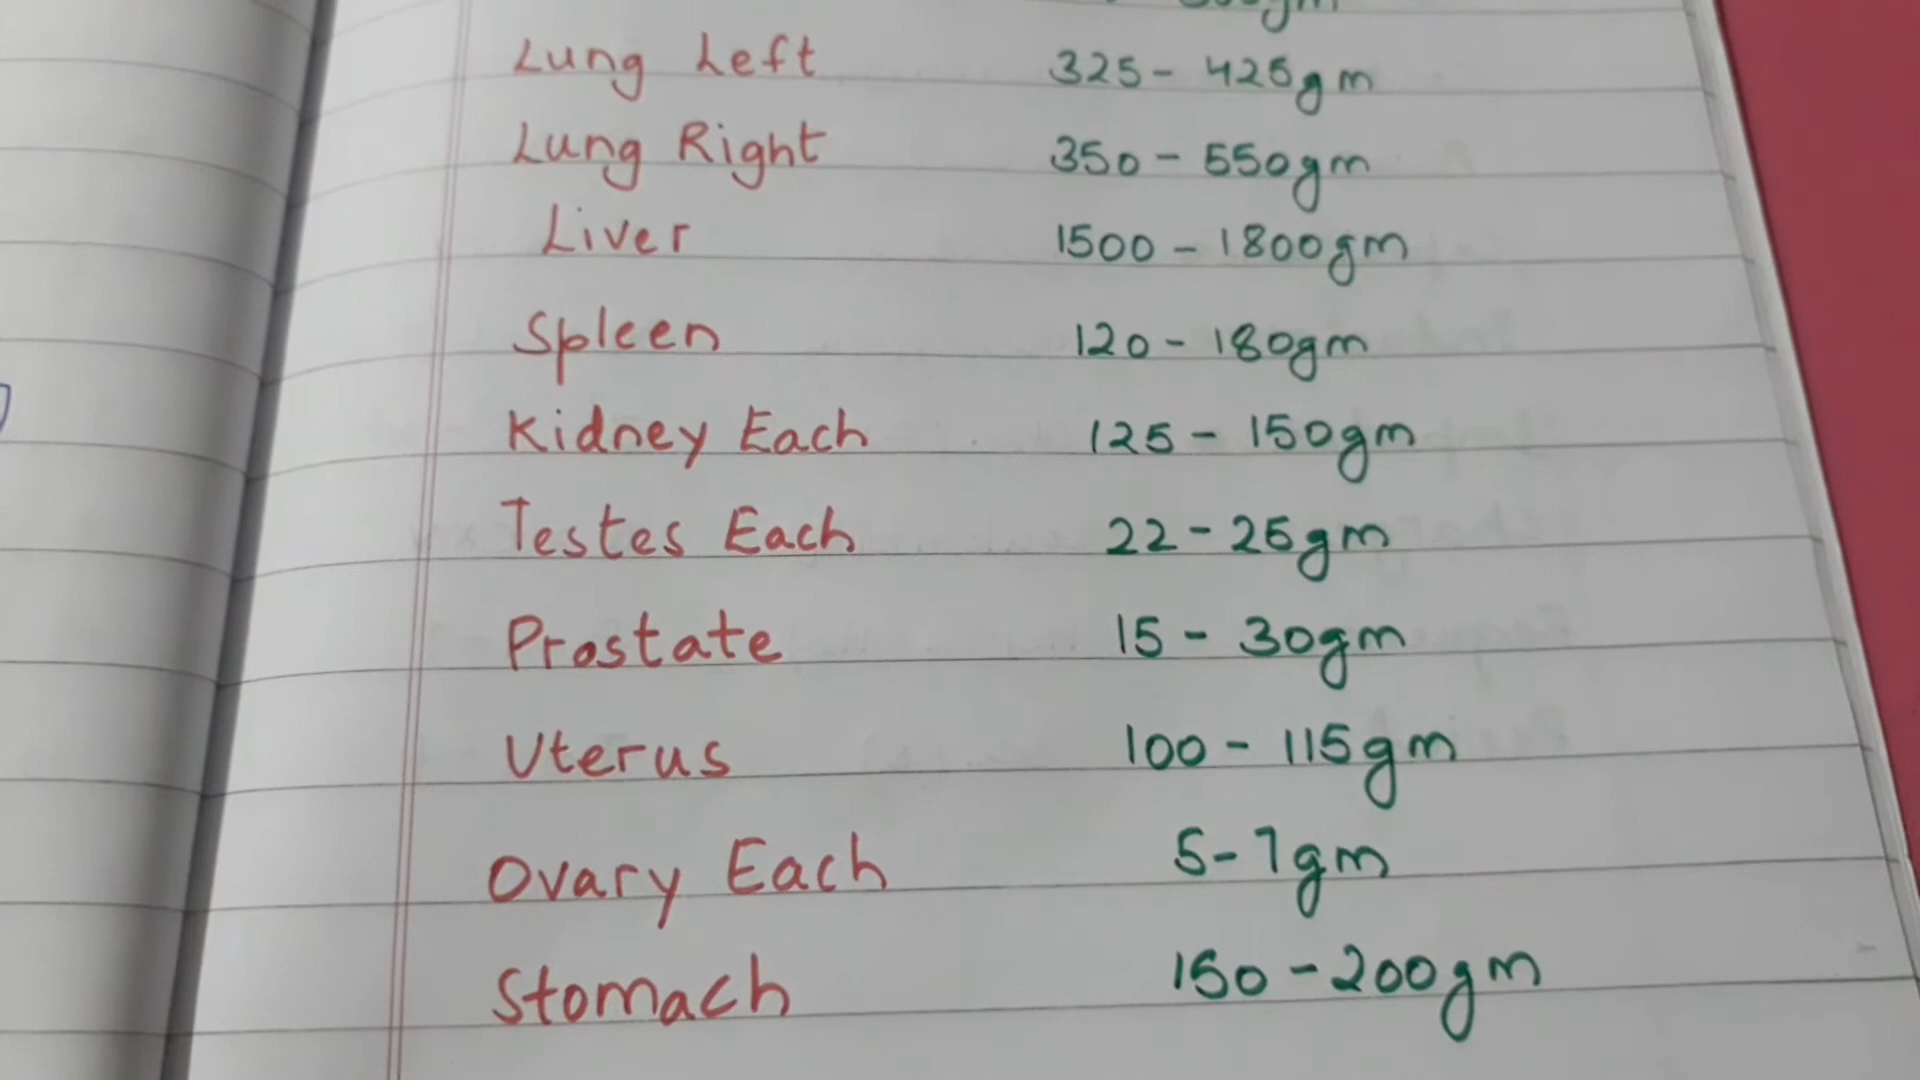 Lung Left 325 - 425gm
Lung Right 350 - 550gm
Liver 1500 - 1800gm
Spleen 120 - 180gm
Kidney Each 125 - 150gm
Testes Each 22 - 25gm
Prostate 15 - 30gm
Uterus 100 - 115gm
Ovary Each 5 - 7gm
Stomach 150 - 200gm